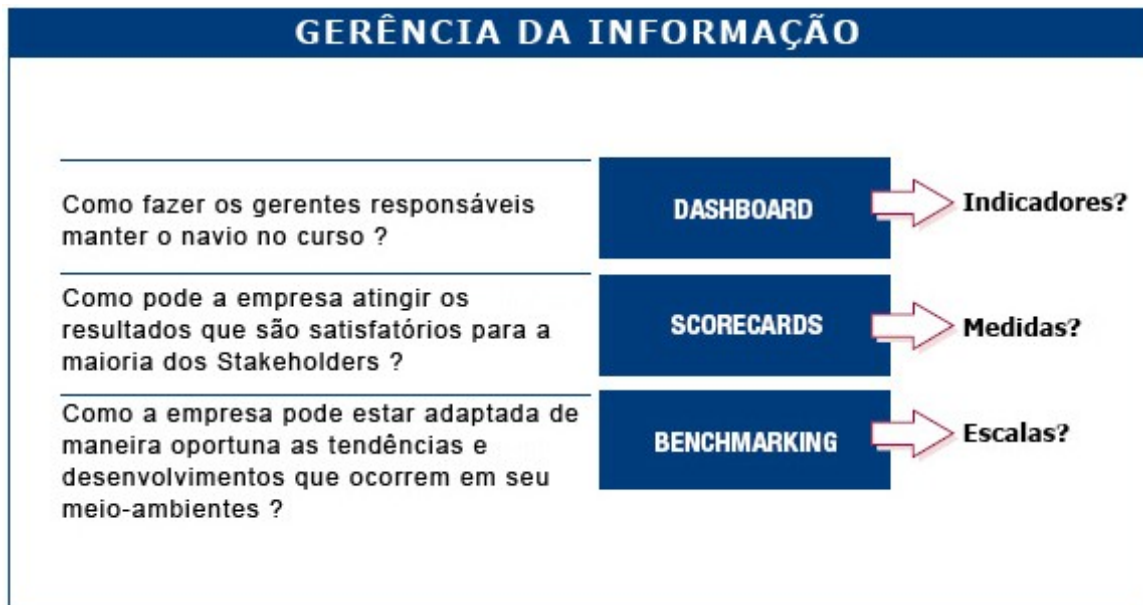 GERÊNCIA DA INFORMAÇÃO
Como fazer os gerentes responsáveis
manter o navio no curso ?
DASHBOARD
Indicadores?
Como pode a empresa atingir os
resultados que são satisfatórios para a
maioria dos Stakeholders ?
SCORECARDS
Medidas?
Como a empresa pode estar adaptada de
maneira oportuna as tendências e
desenvolvimentos que ocorrem em seu
meio-ambientes ?
BENCHMARKING
Escalas?